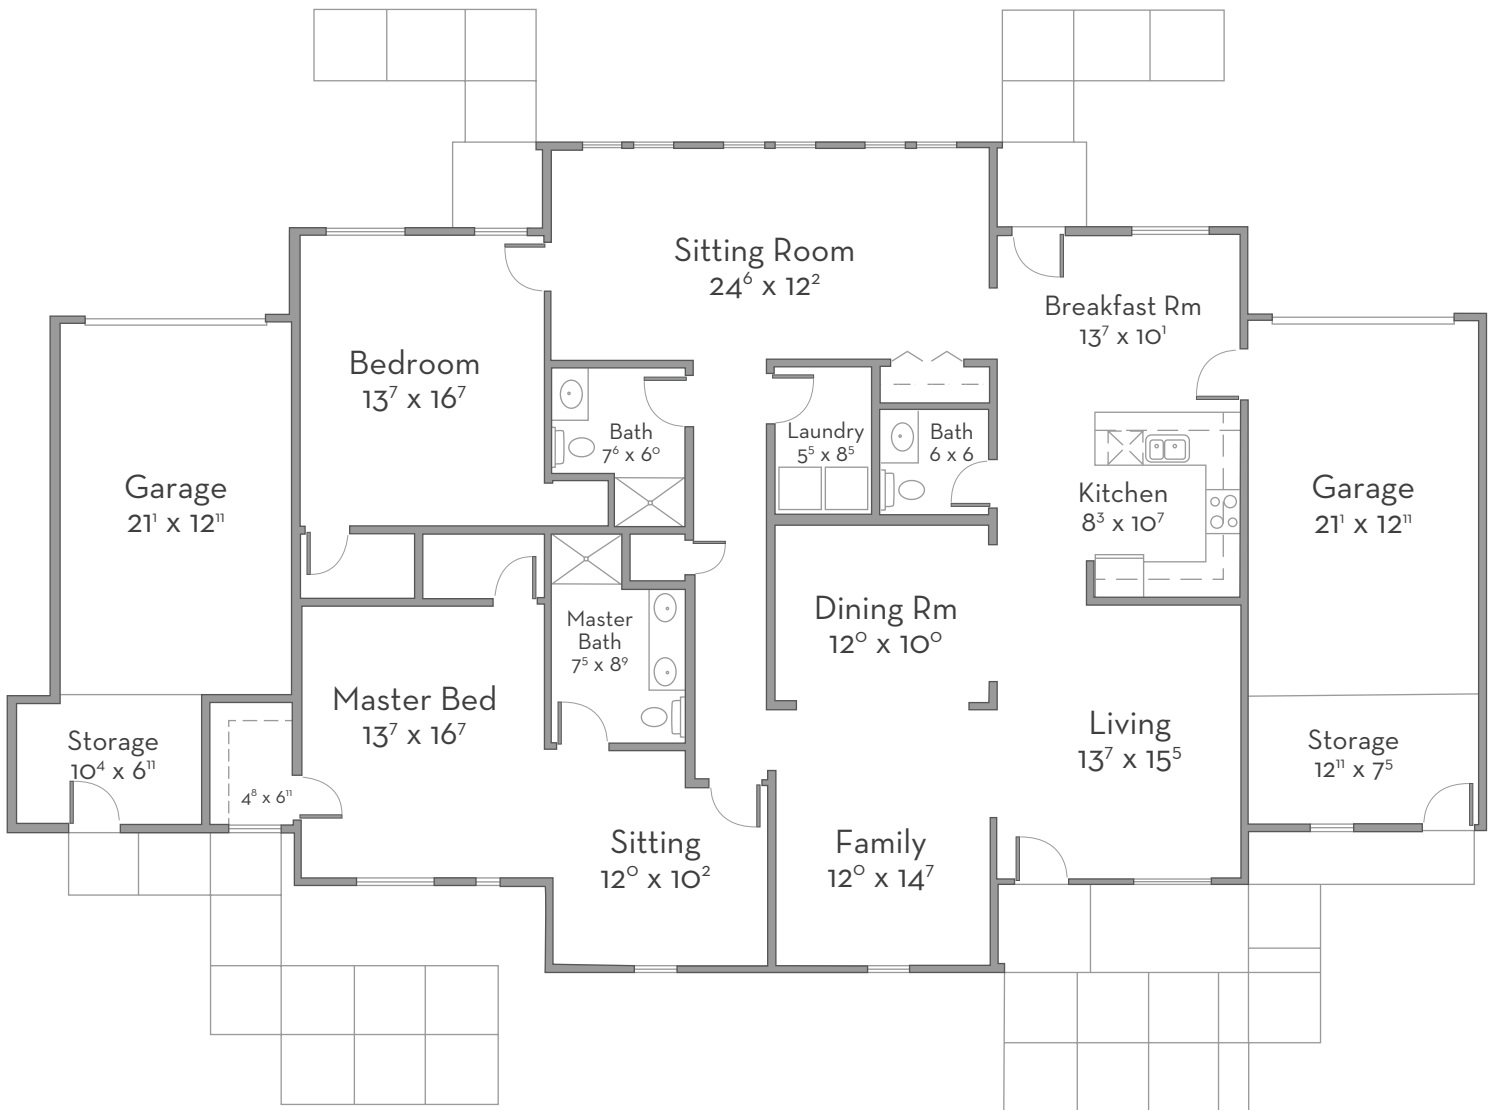 Sitting Room
24⁶ x 12²
Breakfast Rm
13⁷ x 10¹
Bedroom
13⁷ x 16⁷
Bath
7⁶ x 6⁰
Laundry
5⁵ x 8⁵
Bath
6 x 6
Garage
21¹ x 12¹¹
Kitchen
8³ x 10⁷
Garage
21¹ x 12¹¹
Master
Bath
7⁵ x 8⁹
Dining Rm
12⁰ x 10⁰
Master Bed
13⁷ x 16⁷
Living
13⁷ x 15⁵
Storage
10⁴ x 6¹¹
4⁸ x 6¹¹
Storage
12¹¹ x 7⁵
Sitting
12⁰ x 10²
Family
12⁰ x 14⁷